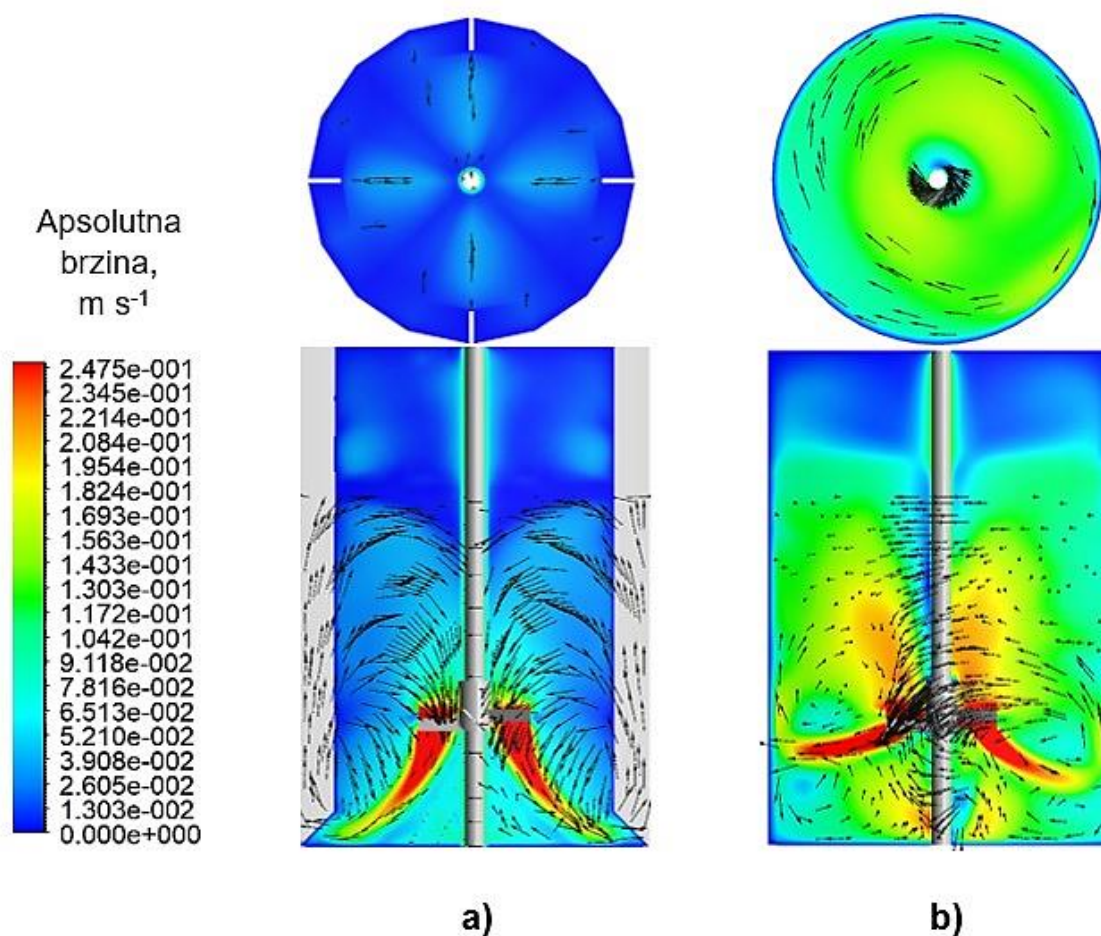 Apsolutna
brzina,
m s-1
2.475e-001
2.345e-001
2.214e-001
2.084e-001
1.954e-001
1.824e-001
1.693e-001
1.563e-001
1.433e-001
1.303e-001
1.172e-001
1.042e-001
9.118e-002
7.816e-002
6.513e-002
5.210e-002
3.908e-002
2.605e-002
1.303e-002
0.000e+000
a)
b)